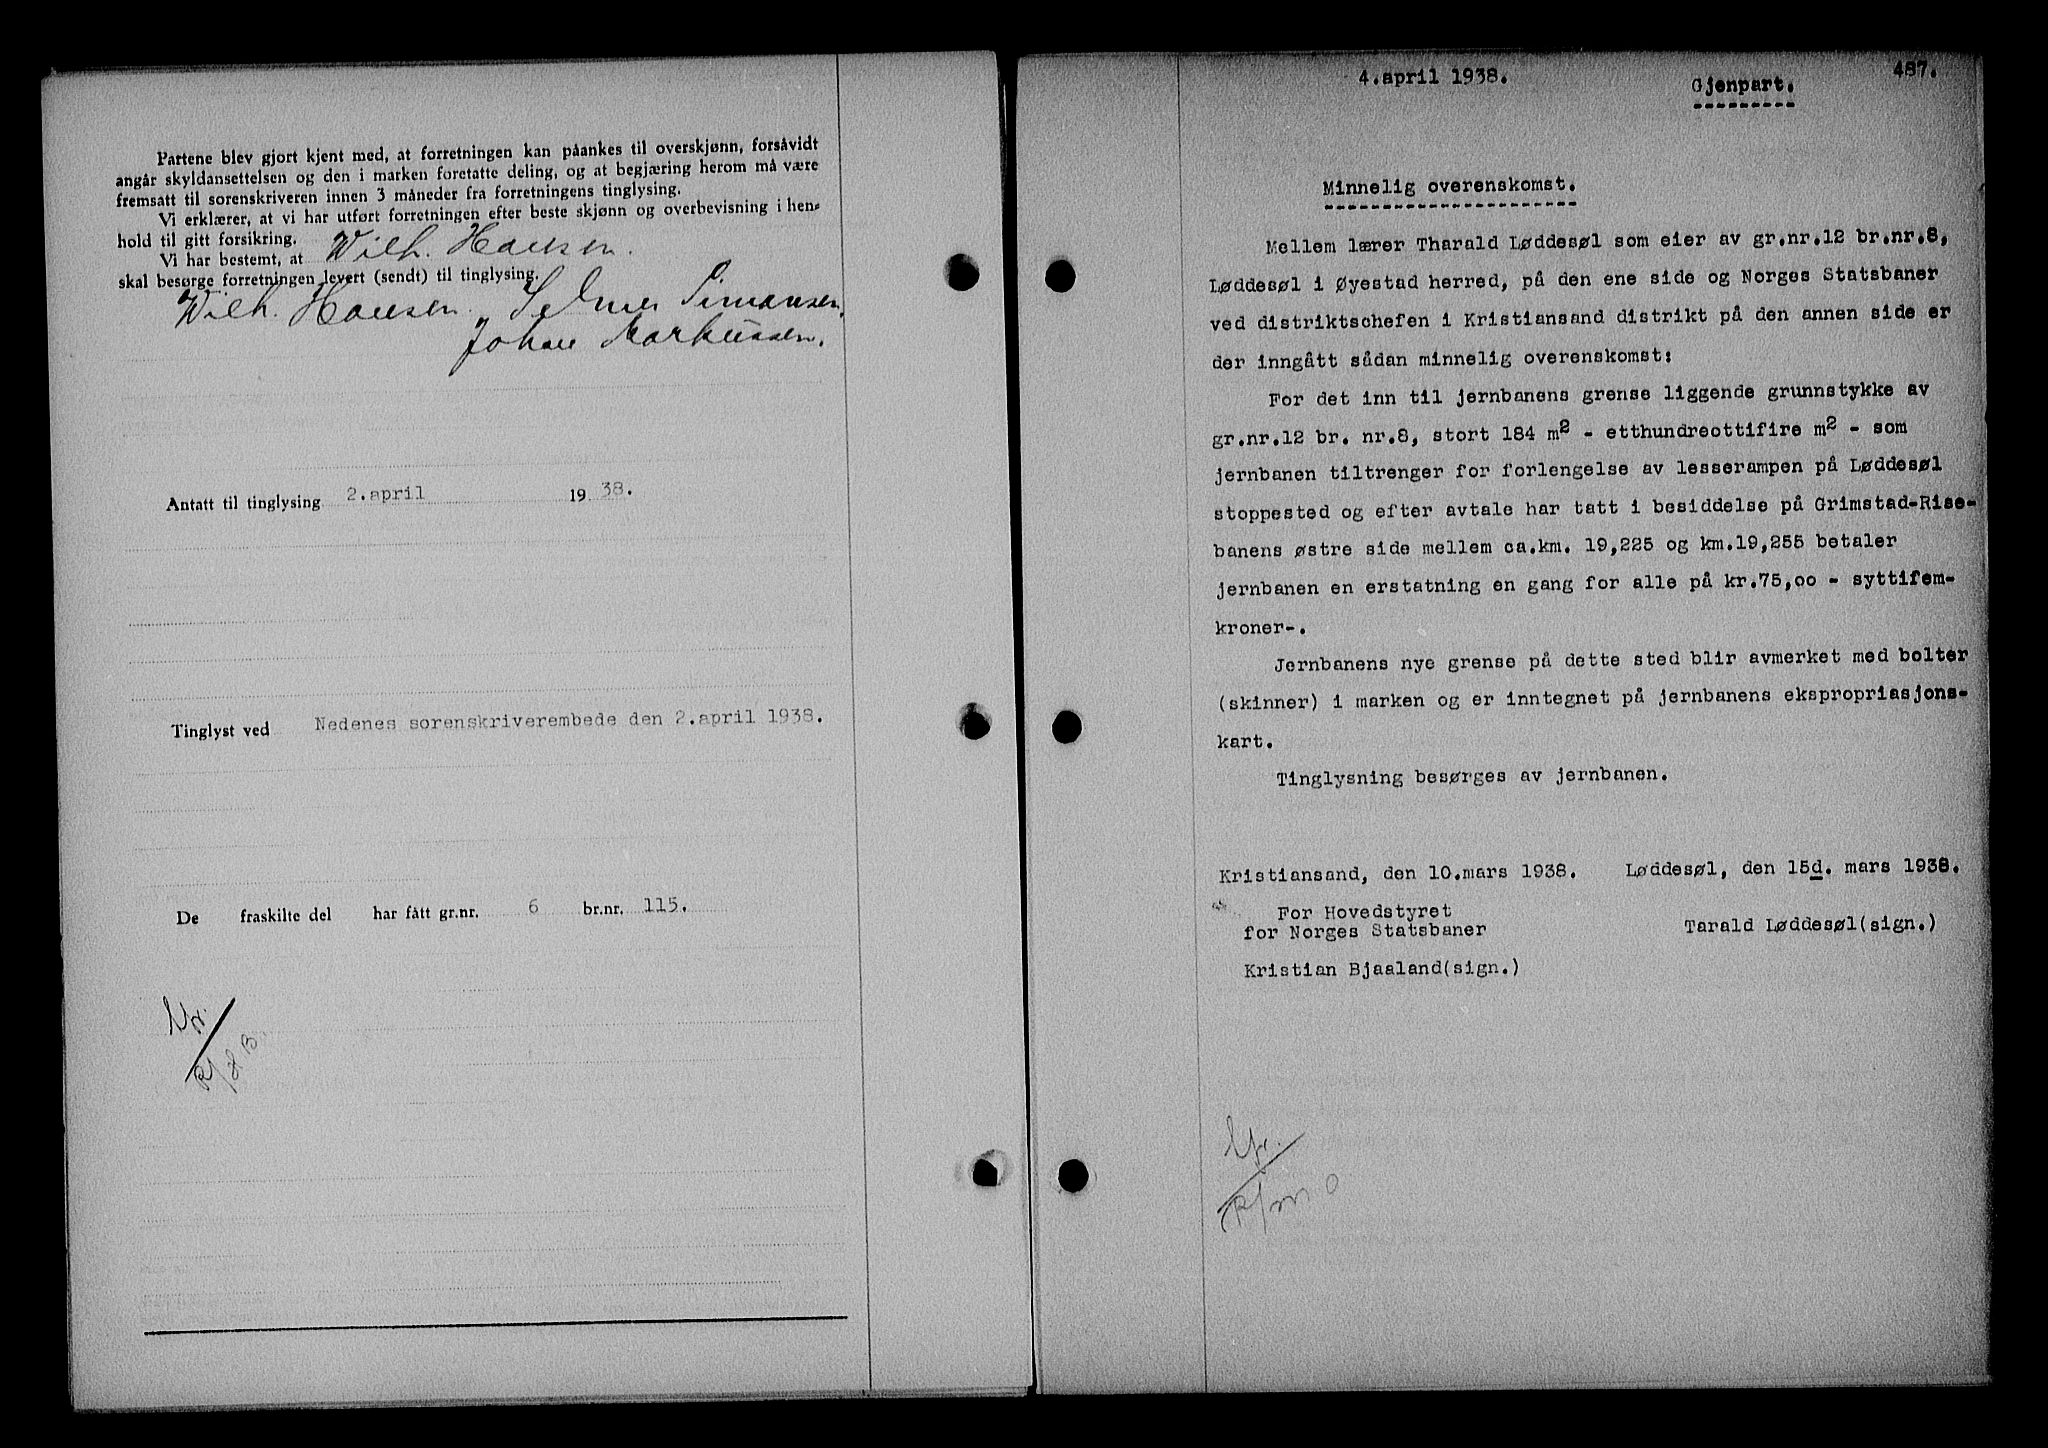 Partene blev gjort kjent med, at forretningen kan påankes til overskjønn, forsåvidt
angår skyldansettelsen og den i marken foretatte deling, og at begjæring herom må være
fremsatt til sorenskriveren innen 3 måneder fra forretningens tinglysing.
Vi erklærer, at vi har utført forretningen efter beste skjønn og overbevisning i hen-
hold til gitt forsikring.
Vi har bestemt, at Wilh. Hansen.
skal besørge forretningen levert (sendt) til tinglysing.
Wilh. Hansen. Selmer Simonsen.
Johan Markussen.
Antatt til tinglysing 2.april 1938.
Tinglyst ved Nedenes sorenskriverembede den 2.april 1938.
De fraskilte del har fått gr.nr. 6 br.nr. 115.
4.april 1938. Gjenpart. 487.
Minnelig overenskomst.
Mellem lærer Tharald Løddesøl som eier av gr.nr.12 br.nr.8,
Løddesøl i Øyestad herred, på den ene side og Norges Statsbaner
ved distriktschefen i Kristiansand distrikt på den annen side er
der inngått sådan minnelig overenskomst:
For det inn til jernbanens grense liggende grunnstykke av
gr.nr.12 br. nr.8, stort 184 m2 - etthundreottifire m2 - som
jernbanen tiltrenger for forlengelse av lesserampen på Løddesøl
stoppested og efter avtale har tatt i besiddelse på Grimstad-Rise-
banens østre side mellem ca.km. 19,225 og km.19,255 betaler
jernbanen en erstatning en gang for alle på kr.75,00 - syttifem-
kroner-.
Jernbanens nye grense på dette sted blir avmerket med bolter
(skinner) i marken og er inntegnet på jernbanens ekspropriasjons-
kart.
Tinglysning besørges av jernbanen.
Kristiansand, den 10.mars 1938. Løddesøl, den 15d. mars 1938.
For Hovedstyret
for Norges Statsbaner Tarald Løddesøl(sign.)
Kristian Bjaaland(sign.)